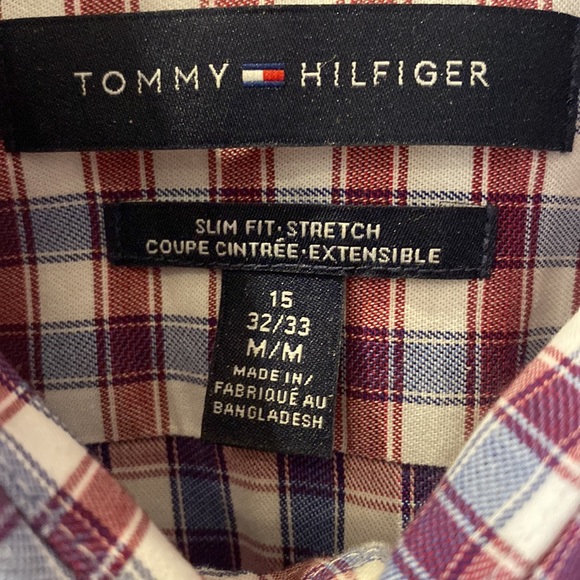 TOMMY HILFIGER
SLIM FIT·STRETCH
COUPE CINTRÉE·EXTENSIBLE
15
32/33
M/M
MADE IN/
FABRIQUÉ AU
BANGLADESH